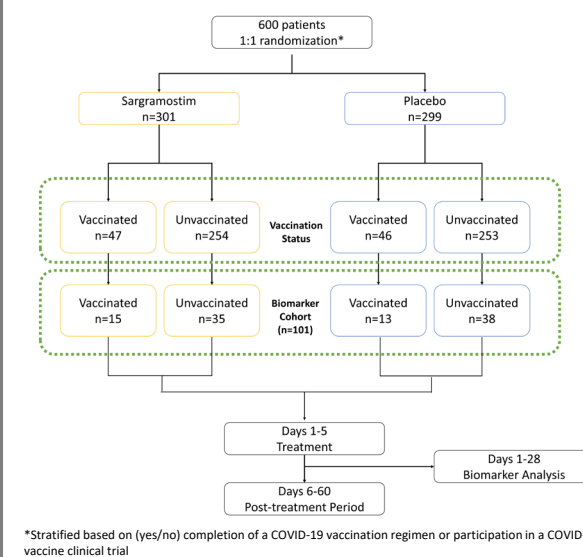 600 patients
1:1 randomization*
Sargramostim
n=301
Placebo
n=299
Vaccinated
n=47
Unvaccinated
n=254
Vaccination
Status
Vaccinated
n=46
Unvaccinated
n=253
Vaccinated
n=15
Unvaccinated
n=35
Biomarker
Cohort
(n=101)
Vaccinated
n=13
Unvaccinated
n=38
Days 1-5
Treatment
Days 1-28
Biomarker Analysis
Days 6-60
Post-treatment Period
*Stratified based on (yes/no) completion of a COVID-19 vaccination regimen or participation in a COVID
vaccine clinical trial